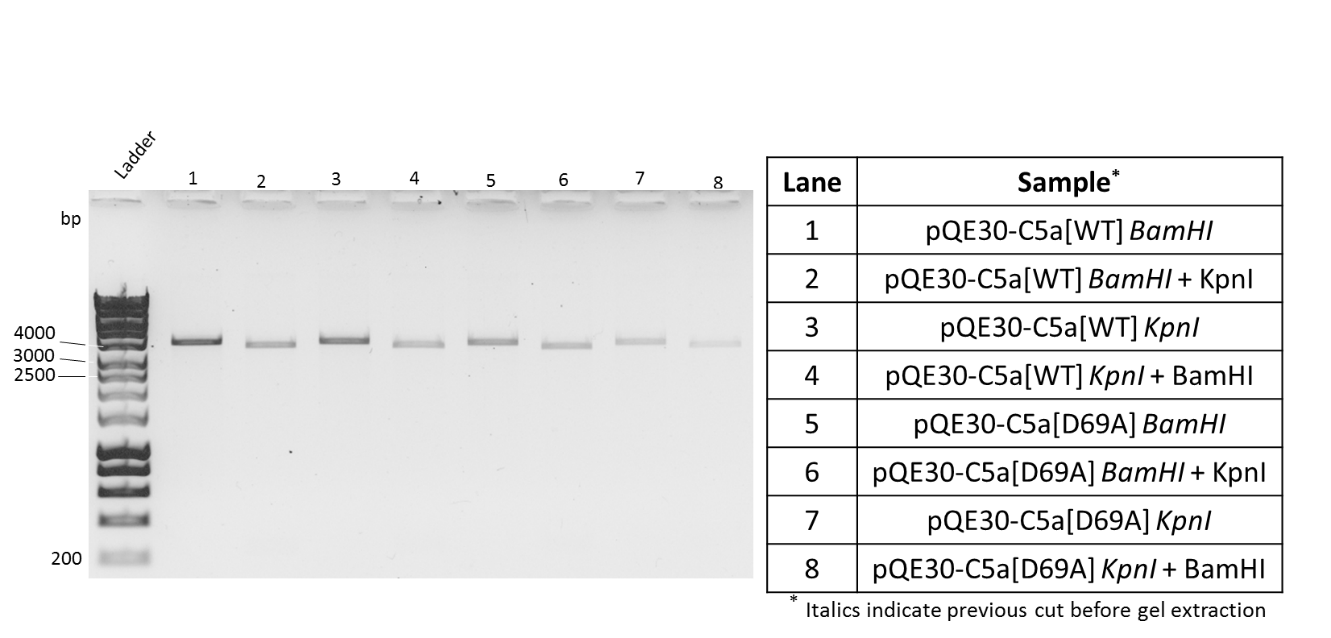 Ladder
1 2 3 4 5 6 7 8
bp
4000
3000
2500
200
Lane Sample*
1 pQE30-C5a[WT] BamHI
2 pQE30-C5a[WT] BamHI + KpnI
3 pQE30-C5a[WT] KpnI
4 pQE30-C5a[WT] KpnI + BamHI
5 pQE30-C5a[D69A] BamHI
6 pQE30-C5a[D69A] BamHI + KpnI
7 pQE30-C5a[D69A] KpnI
8 pQE30-C5a[D69A] KpnI + BamHI
* Italics indicate previous cut before gel extraction